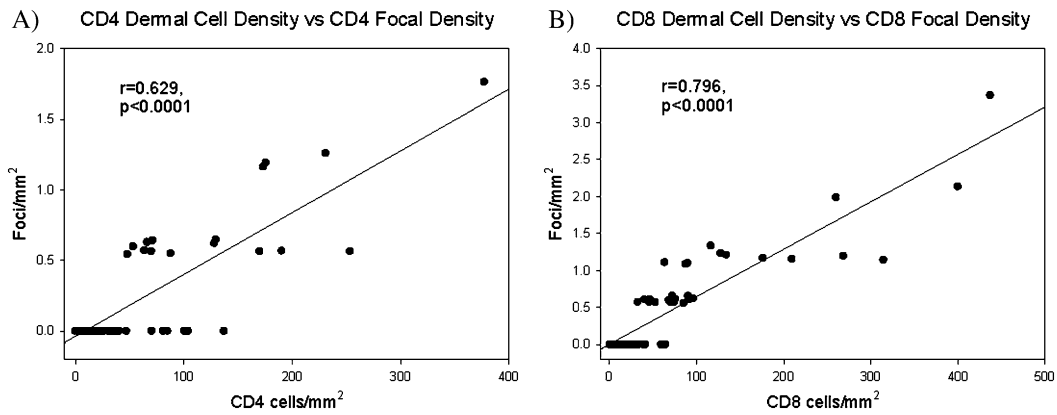 A) CD4 Dermal Cell Density vs CD4 Focal Density
2.0
1.5
1.0
0.5
0.0
Foci/mm²
r=0.629,
p<0.0001
0 100 200 300 400
CD4 cells/mm²
B) CD8 Dermal Cell Density vs CD8 Focal Density
4.0
3.5
3.0
2.5
2.0
1.5
1.0
0.5
0.0
Foci/mm²
r=0.796,
p<0.0001
0 100 200 300 400 500
CD8 cells/mm²